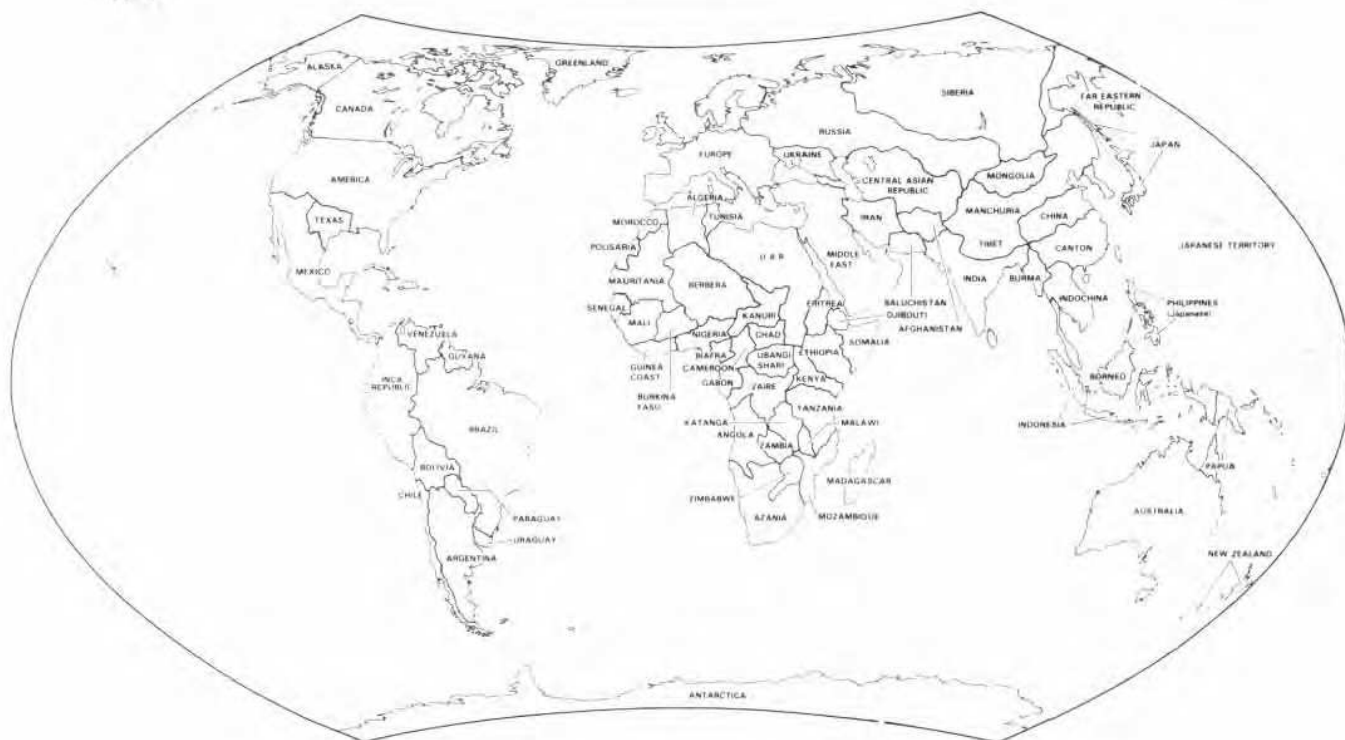 GREENLAND
ALASKA
CANADA
SIBERIA
FAR EASTERN
REPUBLIC
RUSSIA
JAPAN
EUROPE
UKRAINE
MONGOLIA
AMERICA
CENTRAL ASIAN
REPUBLIC
ALGERIA
MANCHURIA
CHINA
TEXAS
MOROCCO
TUNISIA
IRAN
POLISARIA
TIBET
CANTON
JAPANESE TERRITORY
U A R
MIDDLE
EAST
MEXICO
MAURITANIA
BERBERA
INDIA
BURMA
INDOCHINA
SENEGAL
ERITREA
BALUCHISTAN
PHILIPPINES
(Japanese)
MALI
KANURI
DJIBOUTI
VENEZUELA
NIGERIA
CHAD
AFGHANISTAN
SOMALIA
GUYANA
BIAFRA
UBANGI
SHARI
ETHIOPIA
GUINEA
COAST
CAMEROON
INCA
REPUBLIC
GABON
ZAIRE
KENYA
BORNEO
BURKINA
FASU
TANZANIA
KATANGA
MALAWI
INDONESIA
BRAZIL
ANGOLA
ZAMBIA
BOLIVIA
PAPUA
MADAGASCAR
CHILE
ZIMBABWE
AUSTRALIA
PARAGUAY
AZANIA
MOZAMBIQUE
URAGUAY
ARGENTINA
NEW ZEALAND
ANTARCTICA